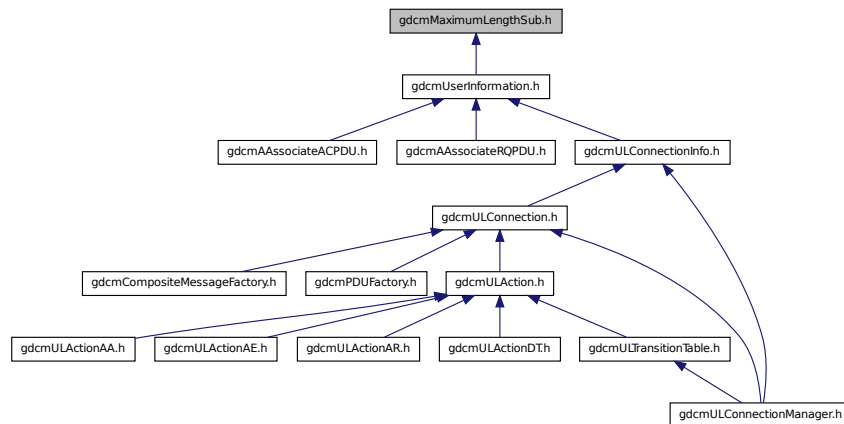 gdcmMaximumLengthSub.h
gdcmUserInformation.h
gdcmAAssociateACPDU.h
gdcmAAssociateRQPDU.h
gdcmULConnectionInfo.h
gdcmULConnection.h
gdcmCompositeMessageFactory.h
gdcmPDUFactory.h
gdcmULAction.h
gdcmULActionAA.h
gdcmULActionAE.h
gdcmULActionAR.h
gdcmULActionDT.h
gdcmULTransitionTable.h
gdcmULConnectionManager.h